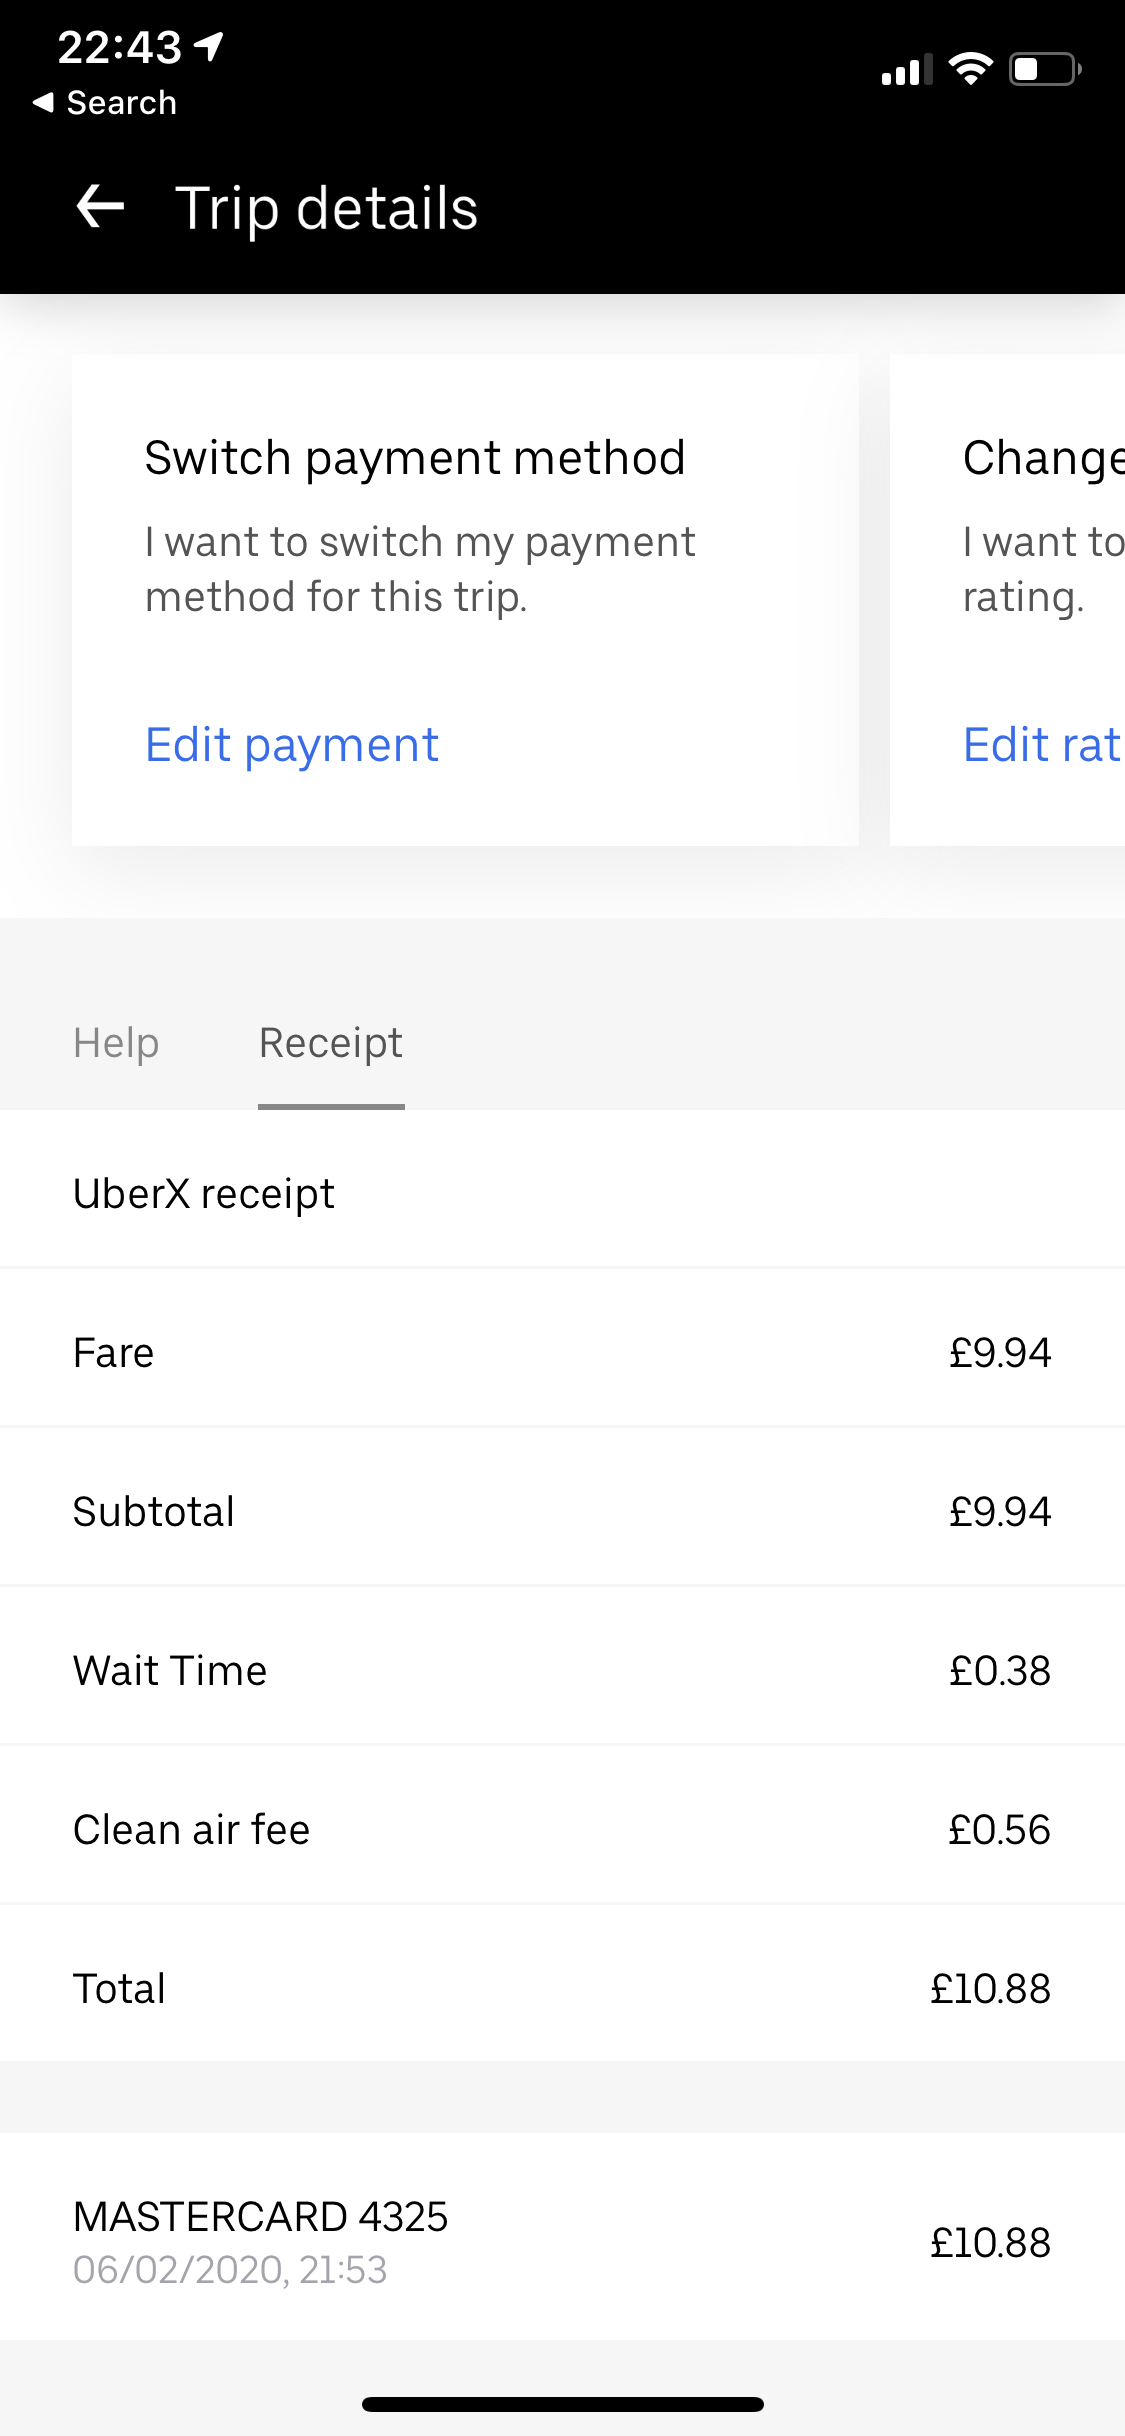 22:43
◀ Search
← Trip details
Switch payment method
I want to switch my payment
method for this trip.
Edit payment
Change
I want to
rating.
Edit rat
Help Receipt
UberX receipt
Fare £9.94
Subtotal £9.94
Wait Time £0.38
Clean air fee £0.56
Total £10.88
MASTERCARD 4325
06/02/2020, 21:53
£10.88